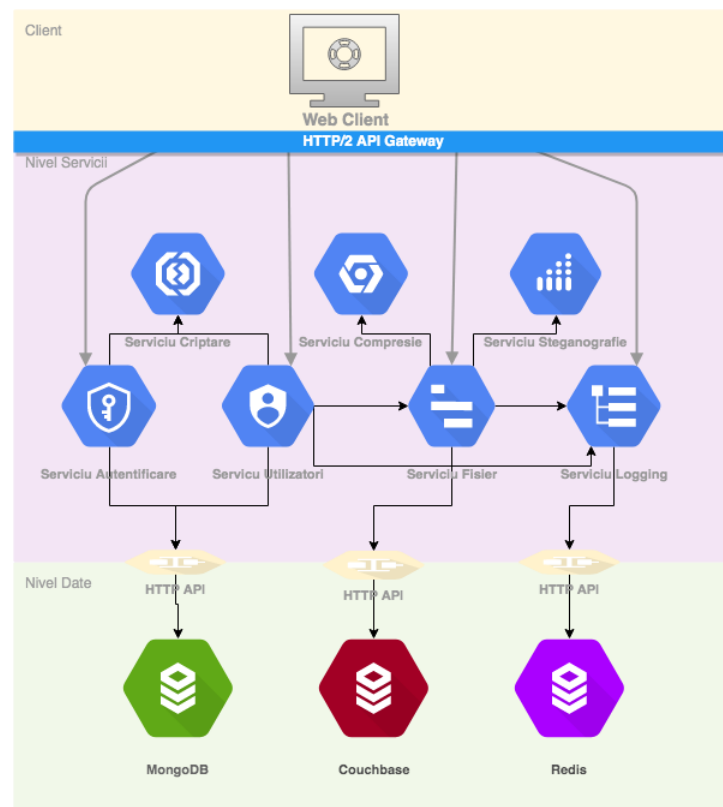 Client
Web Client
HTTP/2 API Gateway
Nivel Servicii
Serviciu Criptare
Serviciu Compresie
Serviciu Steganografie
Serviciu Autentificare
Servicu Utilizatori
Serviciu Fisier
Serviciu Logging
Nivel Date
HTTP API
HTTP API
HTTP API
MongoDB
Couchbase
Redis